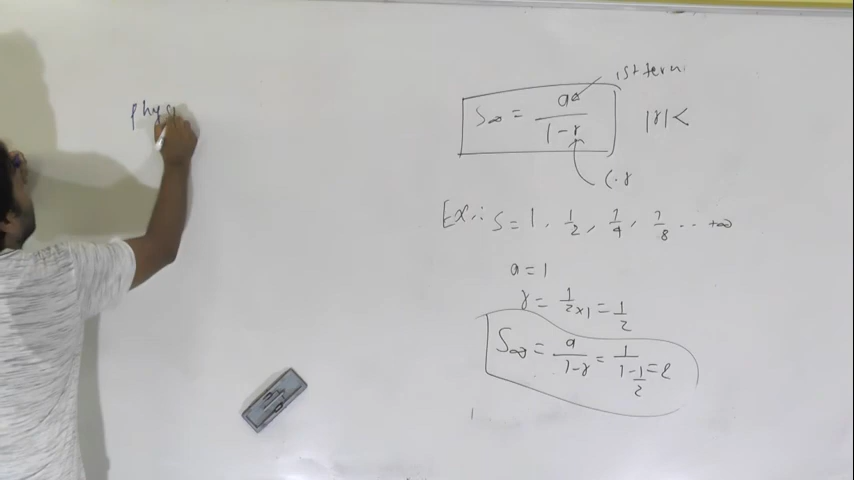 phys
1st term
S∞ = a / 1-r |r| <
C.r
Ex.: S = 1, 1/2, 1/4, 1/8 .. +∞
a = 1
r = 1/2×1 = 1/2
S∞ = a/1-r = 1/1-1/2 = 2